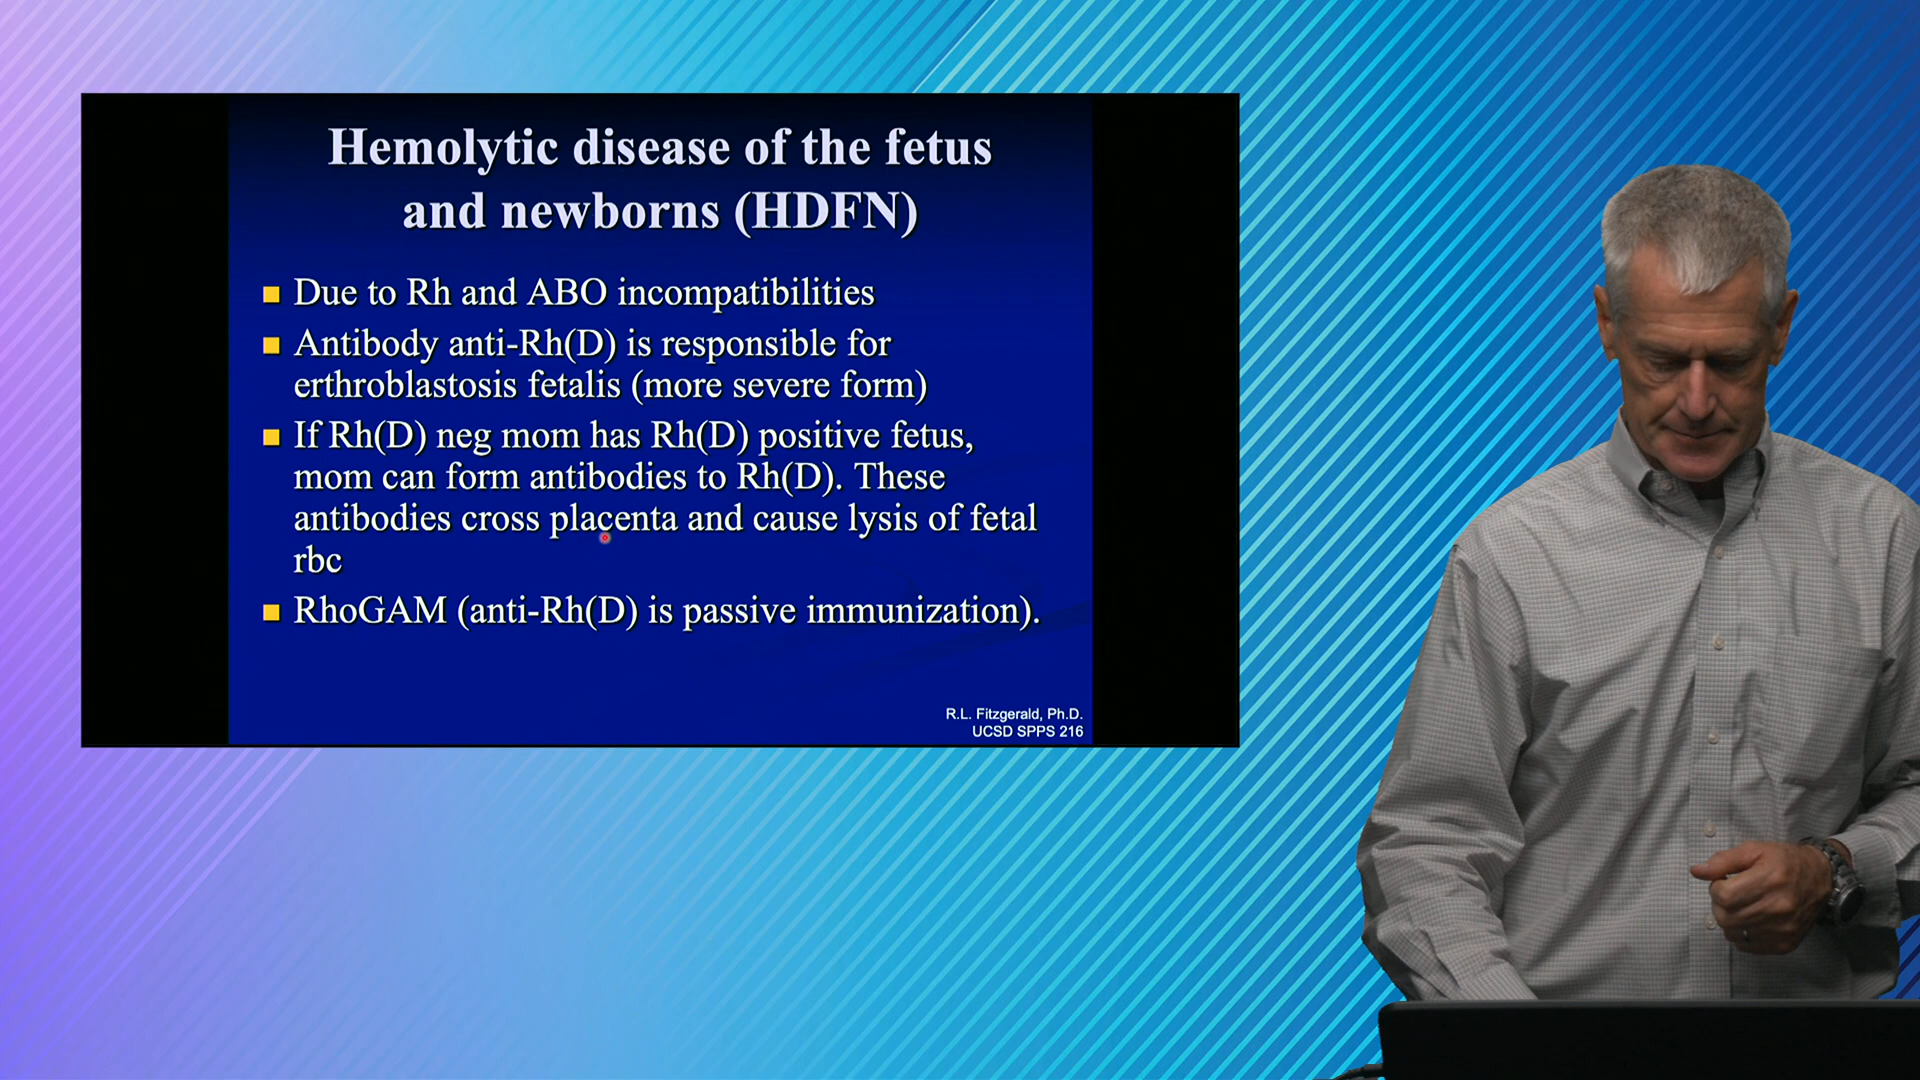 Hemolytic disease of the fetus
and newborns (HDFN)
Due to Rh and ABO incompatibilities
Antibody anti-Rh(D) is responsible for
erthroblastosis fetalis (more severe form)
If Rh(D) neg mom has Rh(D) positive fetus,
mom can form antibodies to Rh(D). These
antibodies cross placenta and cause lysis of fetal
rbc
RhoGAM (anti-Rh(D) is passive immunization).
R.L. Fitzgerald, Ph.D.
UCSD SPPS 216